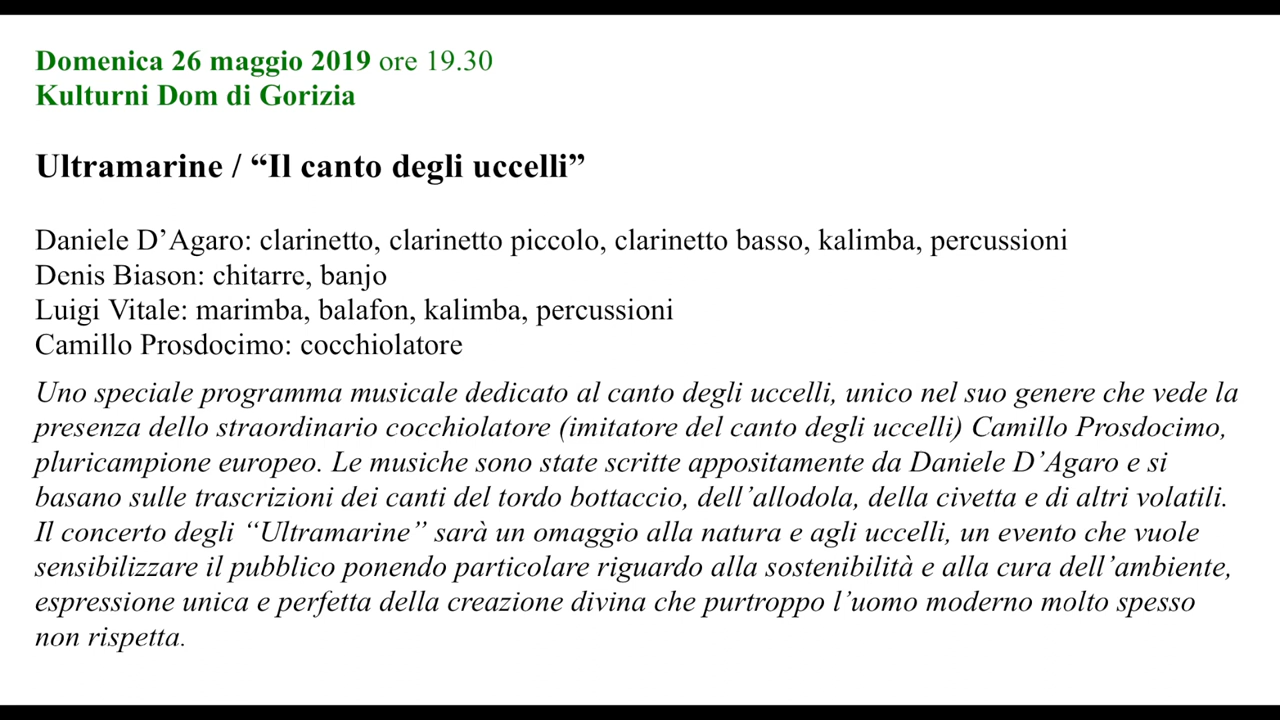 Domenica 26 maggio 2019 ore 19.30
Kulturni Dom di Gorizia
Ultramarine / “Il canto degli uccelli”
Daniele D’Agaro: clarinetto, clarinetto piccolo, clarinetto basso, kalimba, percussioni
Denis Biason: chitarre, banjo
Luigi Vitale: marimba, balafon, kalimba, percussioni
Camillo Prosdocimo: cocchiolatore
Uno speciale programma musicale dedicato al canto degli uccelli, unico nel suo genere che vede la
presenza dello straordinario cocchiolatore (imitatore del canto degli uccelli) Camillo Prosdocimo,
pluricampione europeo. Le musiche sono state scritte appositamente da Daniele D’Agaro e si
basano sulle trascrizioni dei canti del tordo bottaccio, dell’allodola, della civetta e di altri volatili.
Il concerto degli “Ultramarine” sarà un omaggio alla natura e agli uccelli, un evento che vuole
sensibilizzare il pubblico ponendo particolare riguardo alla sostenibilità e alla cura dell’ambiente,
espressione unica e perfetta della creazione divina che purtroppo l’uomo moderno molto spesso
non rispetta.